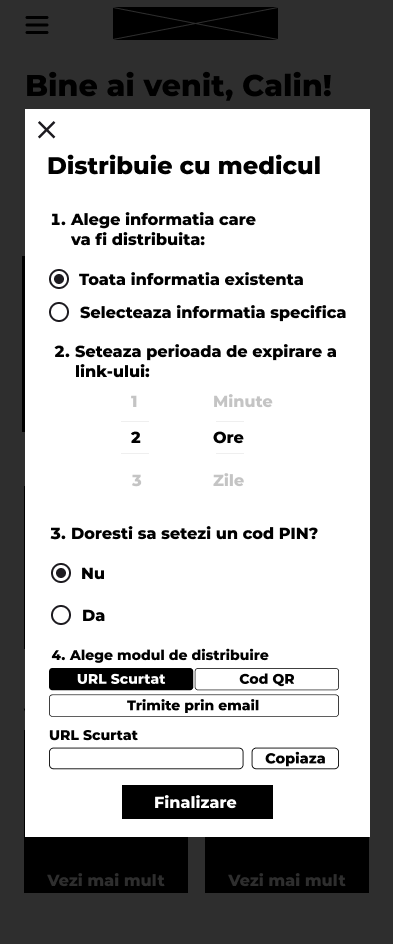 Bine ai venit, Calin!
Distribuie cu medicul
1. Alege informatia care
va fi distribuita:
Toata informatia existenta
Selecteaza informatia specifica
2. Seteaza perioada de expirare a
link-ului:
1 Minute
2 Ore
3 Zile
3. Doresti sa setezi un cod PIN?
Nu
Da
4. Alege modul de distribuire
URL Scurtat Cod QR
Trimite prin email
URL Scurtat
Copiaza
Finalizare
Vezi mai mult Vezi mai mult